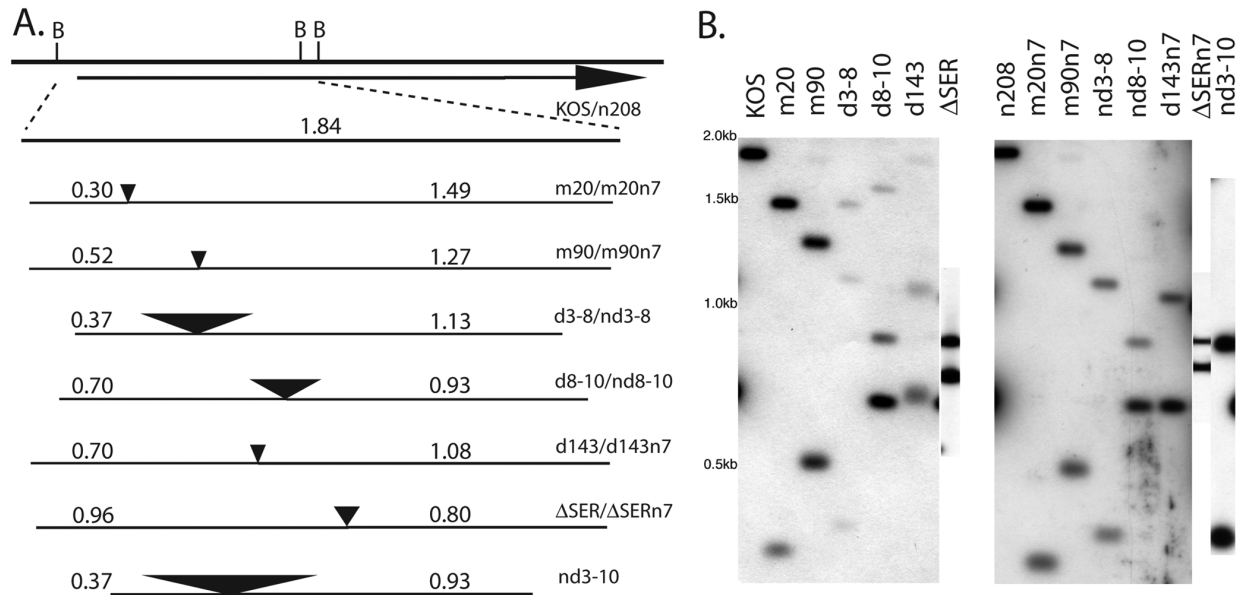 A.
B
B B
KOS/n208
1.84
0.30 1.49 m20/m20n7
0.52 1.27 m90/m90n7
0.37 1.13 d3-8/nd3-8
0.70 0.93 d8-10/nd8-10
0.70 1.08 d143/d143n7
0.96 0.80 ΔSER/ΔSERn7
0.37 0.93 nd3-10
B.
KOS
m20
m90
d3-8
d8-10
d143
ΔSER
n208
m20n7
m90n7
nd3-8
nd8-10
d143n7
ΔSERn7
nd3-10
2.0kb
1.5kb
1.0kb
0.5kb